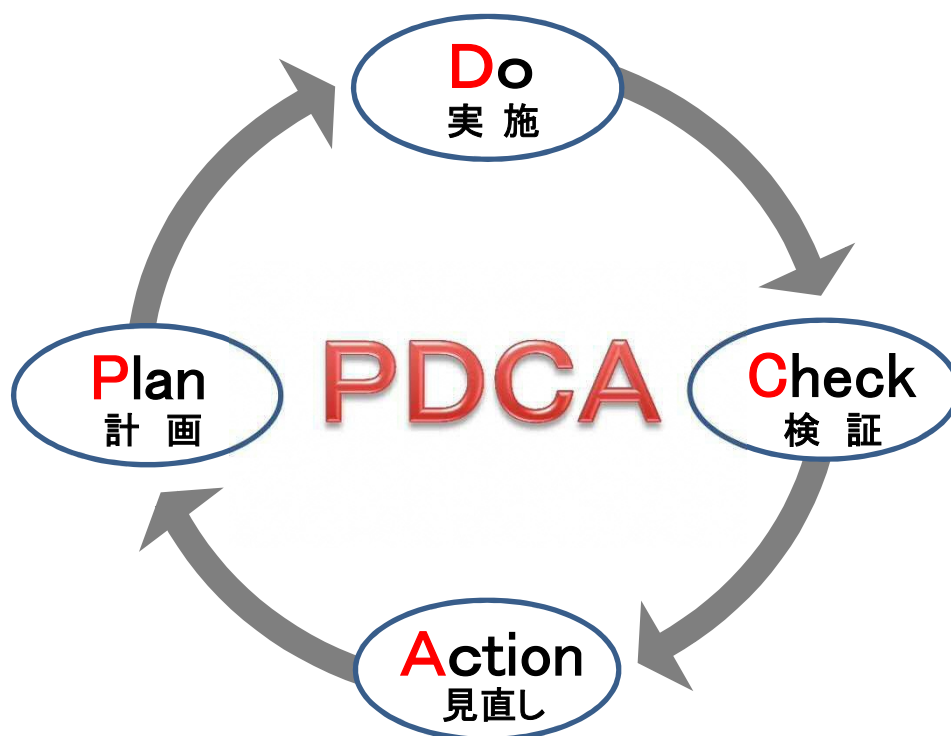 Do
実 施
Plan
計 画
PDCA
Check
検 証
Action
見直し